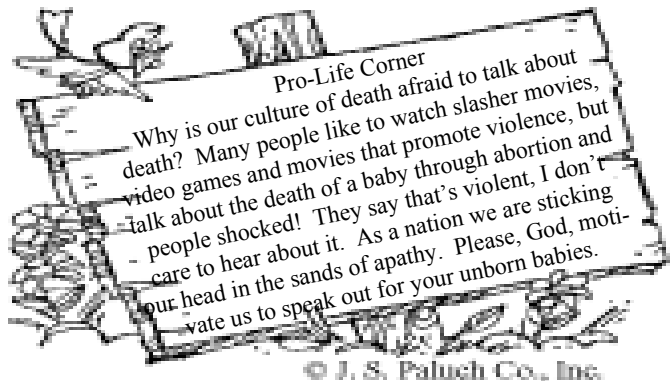 Pro-Life Corner
Why is our culture of death afraid to talk about
death?  Many people like to watch slasher movies,
video games and movies that promote violence, but
talk about the death of a baby through abortion and
people shocked!  They say that's violent, I don't
care to hear about it.  As a nation we are sticking
our head in the sands of apathy.  Please, God, moti-
vate us to speak out for your unborn babies.
© J. S. Paluch Co., Inc.